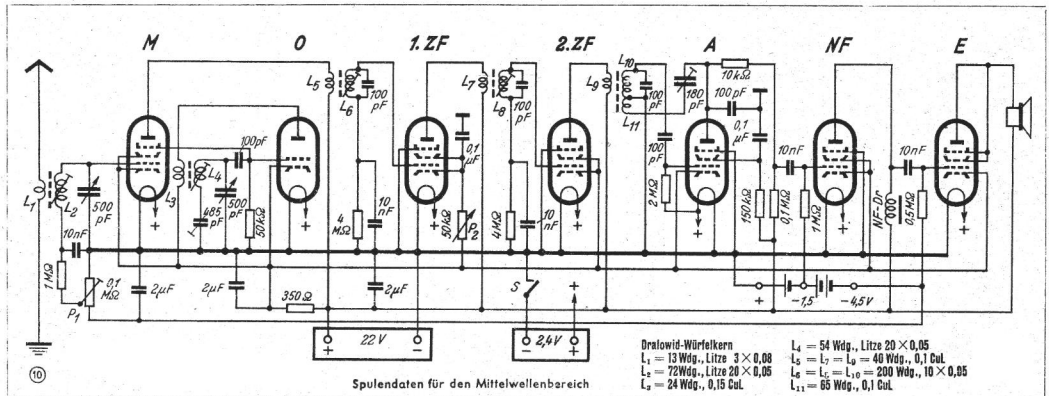 M O 1.ZF 2.ZF A NF E
L5
L6
100 pF
L7
L8
100 pF
L9
L10
L11
100 pF
180 pF
10 kΩ
100 pF
0,1 μF
0,1 μF
100 pF
L1
L2
500 pF
L3
L4
485 pF
500 pF
50 kΩ
4 MΩ
10 nF
50 kΩ
P2
4 MΩ
10 nF
100 pF
2 MΩ
150 kΩ
0,1 MΩ
10 nF
1 MΩ
NF-Dr
10 nF
0,5 MΩ
+ + + + + +
10 nF
1 MΩ
P1
0,1 MΩ
2 μF
2 μF
350 Ω
2 μF
S
+
+ -1,5 -4,5 V
+ 22 V -
- 2,4 V +
10
Spulendaten für den Mittelwellenbereich
Dralowid-Würfelkern
L1 = 13 Wdg., Litze 3 × 0,08
L2 = 72 Wdg., Litze 20 × 0,05
L3 = 24 Wdg., 0,15 CuL
L4 = 54 Wdg., Litze 20 × 0,05
L5 = L7 = L9 = 40 Wdg., 0,1 CuL
L6 = L8 = L10 = 200 Wdg., 10 × 0,05
L11 = 65 Wdg., 0,1 CuL